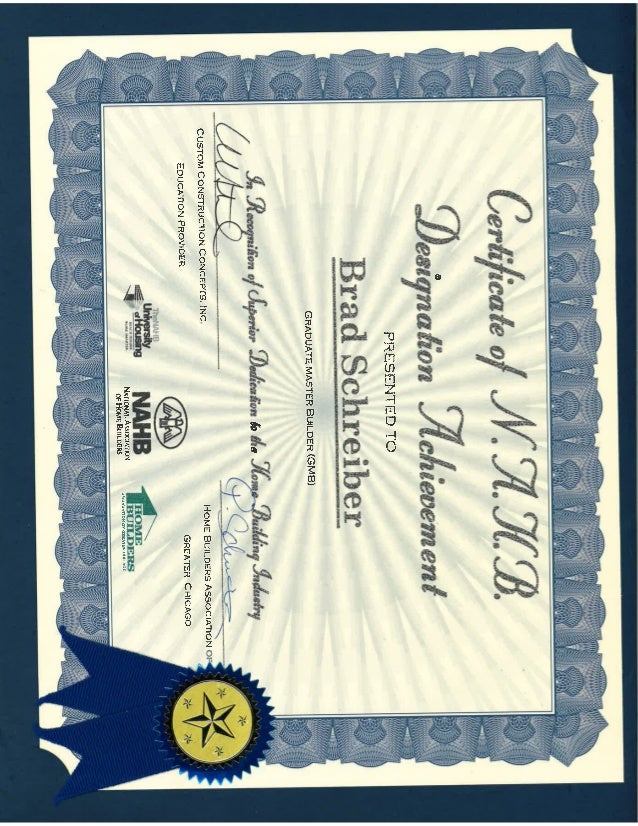 Certificate of N.A.H.B.
Designation Achievement
PRESENTED TO
Brad Schreiber
GRADUATE MASTER BUILDER (GMB)
In Recognition of Superior Dedication to the Home Building Industry
CUSTOM CONSTRUCTION CONCEPTS, INC.
EDUCATION PROVIDER
HOME BUILDERS ASSOCIATION OF
GREATER CHICAGO
The NAHB
University
of Housing
NAHB
NATIONAL ASSOCIATION
OF HOME BUILDERS
HOME
BUILDERS